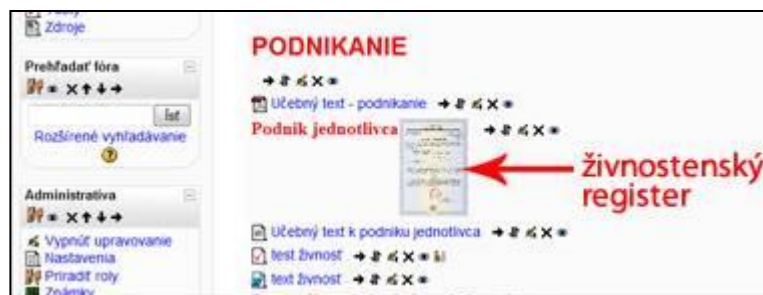 Zdroje
Prehľadať fóra
Ísť
Rozšírené vyhľadávanie
Administratíva
Vypnúť upravovanie
Nastavenia
Priradiť roly
Známky
PODNIKANIE
Učebný text - podnikanie
Podnik jednotlivca
živnostenský
register
Učebný text k podniku jednotlivca
test živnosť
text živnosť